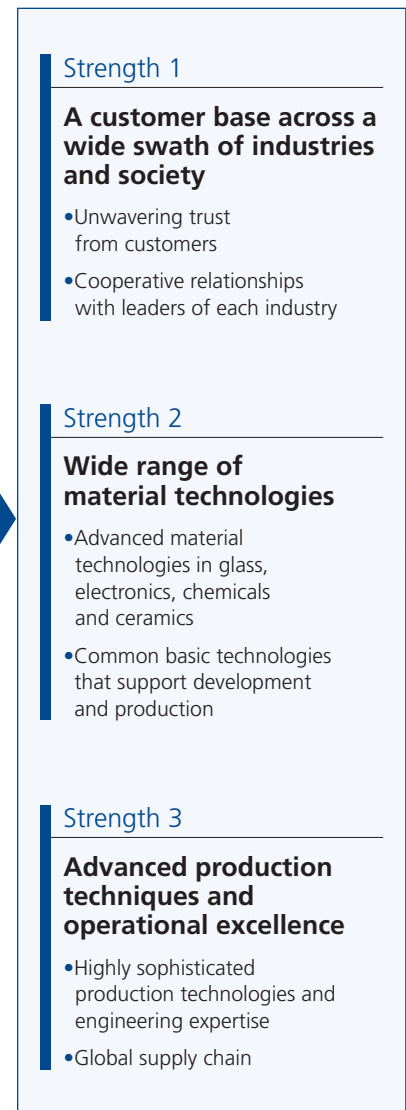 Strength 1
A customer base across a
wide swath of industries
and society
•Unwavering trust
from customers
•Cooperative relationships
with leaders of each industry
Strength 2
Wide range of
material technologies
•Advanced material
technologies in glass,
electronics, chemicals
and ceramics
•Common basic technologies
that support development
and production
Strength 3
Advanced production
techniques and
operational excellence
•Highly sophisticated
production technologies and
engineering expertise
•Global supply chain